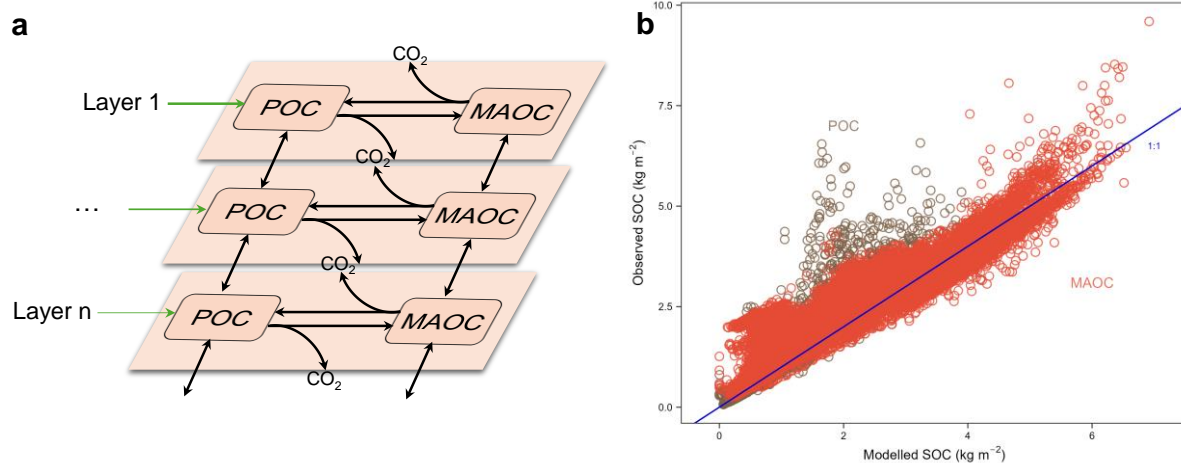 a
CO2
Layer 1
POC
MAOC
CO2
…
POC
MAOC
CO2
Layer n
POC
MAOC
CO2
b
10.0
7.5
5.0
2.5
0.0
Observed SOC (kg m⁻²)
POC
1:1
MAOC
0
2
4
6
Modelled SOC (kg m⁻²)